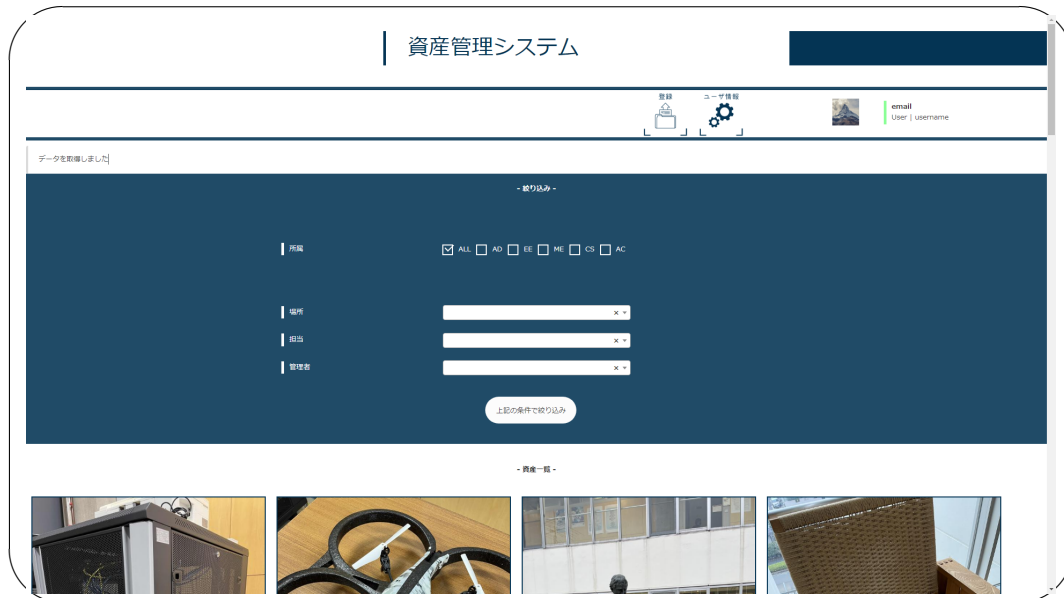 資産管理システム
登録
ユーザ情報
email
User | username
データを取得しました
- 絞り込み -
所属
ALL AD EE ME CS AC
場所
担当
管理者
上記の条件で絞り込み
- 資産一覧 -